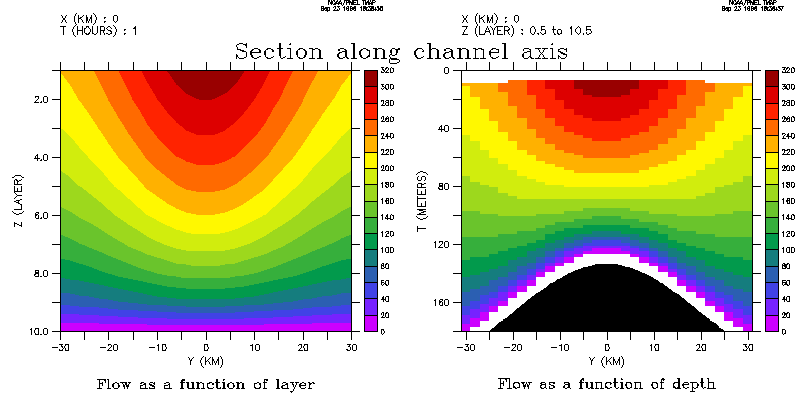 NOAA/PMEL TMAP
Sep 23 1996 16:38:36
X (KM) : 0
T (HOURS) : 1
NOAA/PMEL TMAP
Sep 23 1996 16:38:37
X (KM) : 0
Z (LAYER) : 0.5 to 10.5
Section along channel axis
2.0
4.0
6.0
8.0
10.0
Z (LAYER)
-30 -20 -10 0 10 20 30
Y (KM)
320
300
280
260
240
220
200
180
160
140
120
100
80
60
40
20
0
Flow as a function of layer
0
40
80
120
160
T (METERS)
-30 -20 -10 0 10 20 30
Y (KM)
320
300
280
260
240
220
200
180
160
140
120
100
80
60
40
20
0
Flow as a function of depth